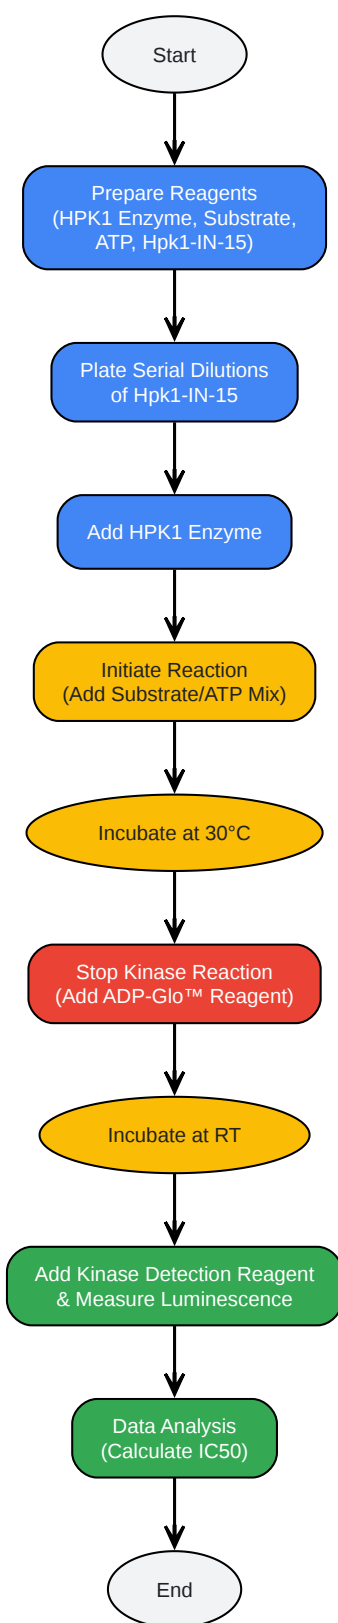 Start
Prepare Reagents
(HPK1 Enzyme, Substrate,
ATP, Hpk1-IN-15)
Plate Serial Dilutions
of Hpk1-IN-15
Add HPK1 Enzyme
Initiate Reaction
(Add Substrate/ATP Mix)
Incubate at 30°C
Stop Kinase Reaction
(Add ADP-Glo™ Reagent)
Incubate at RT
Add Kinase Detection Reagent
& Measure Luminescence
Data Analysis
(Calculate IC50)
End